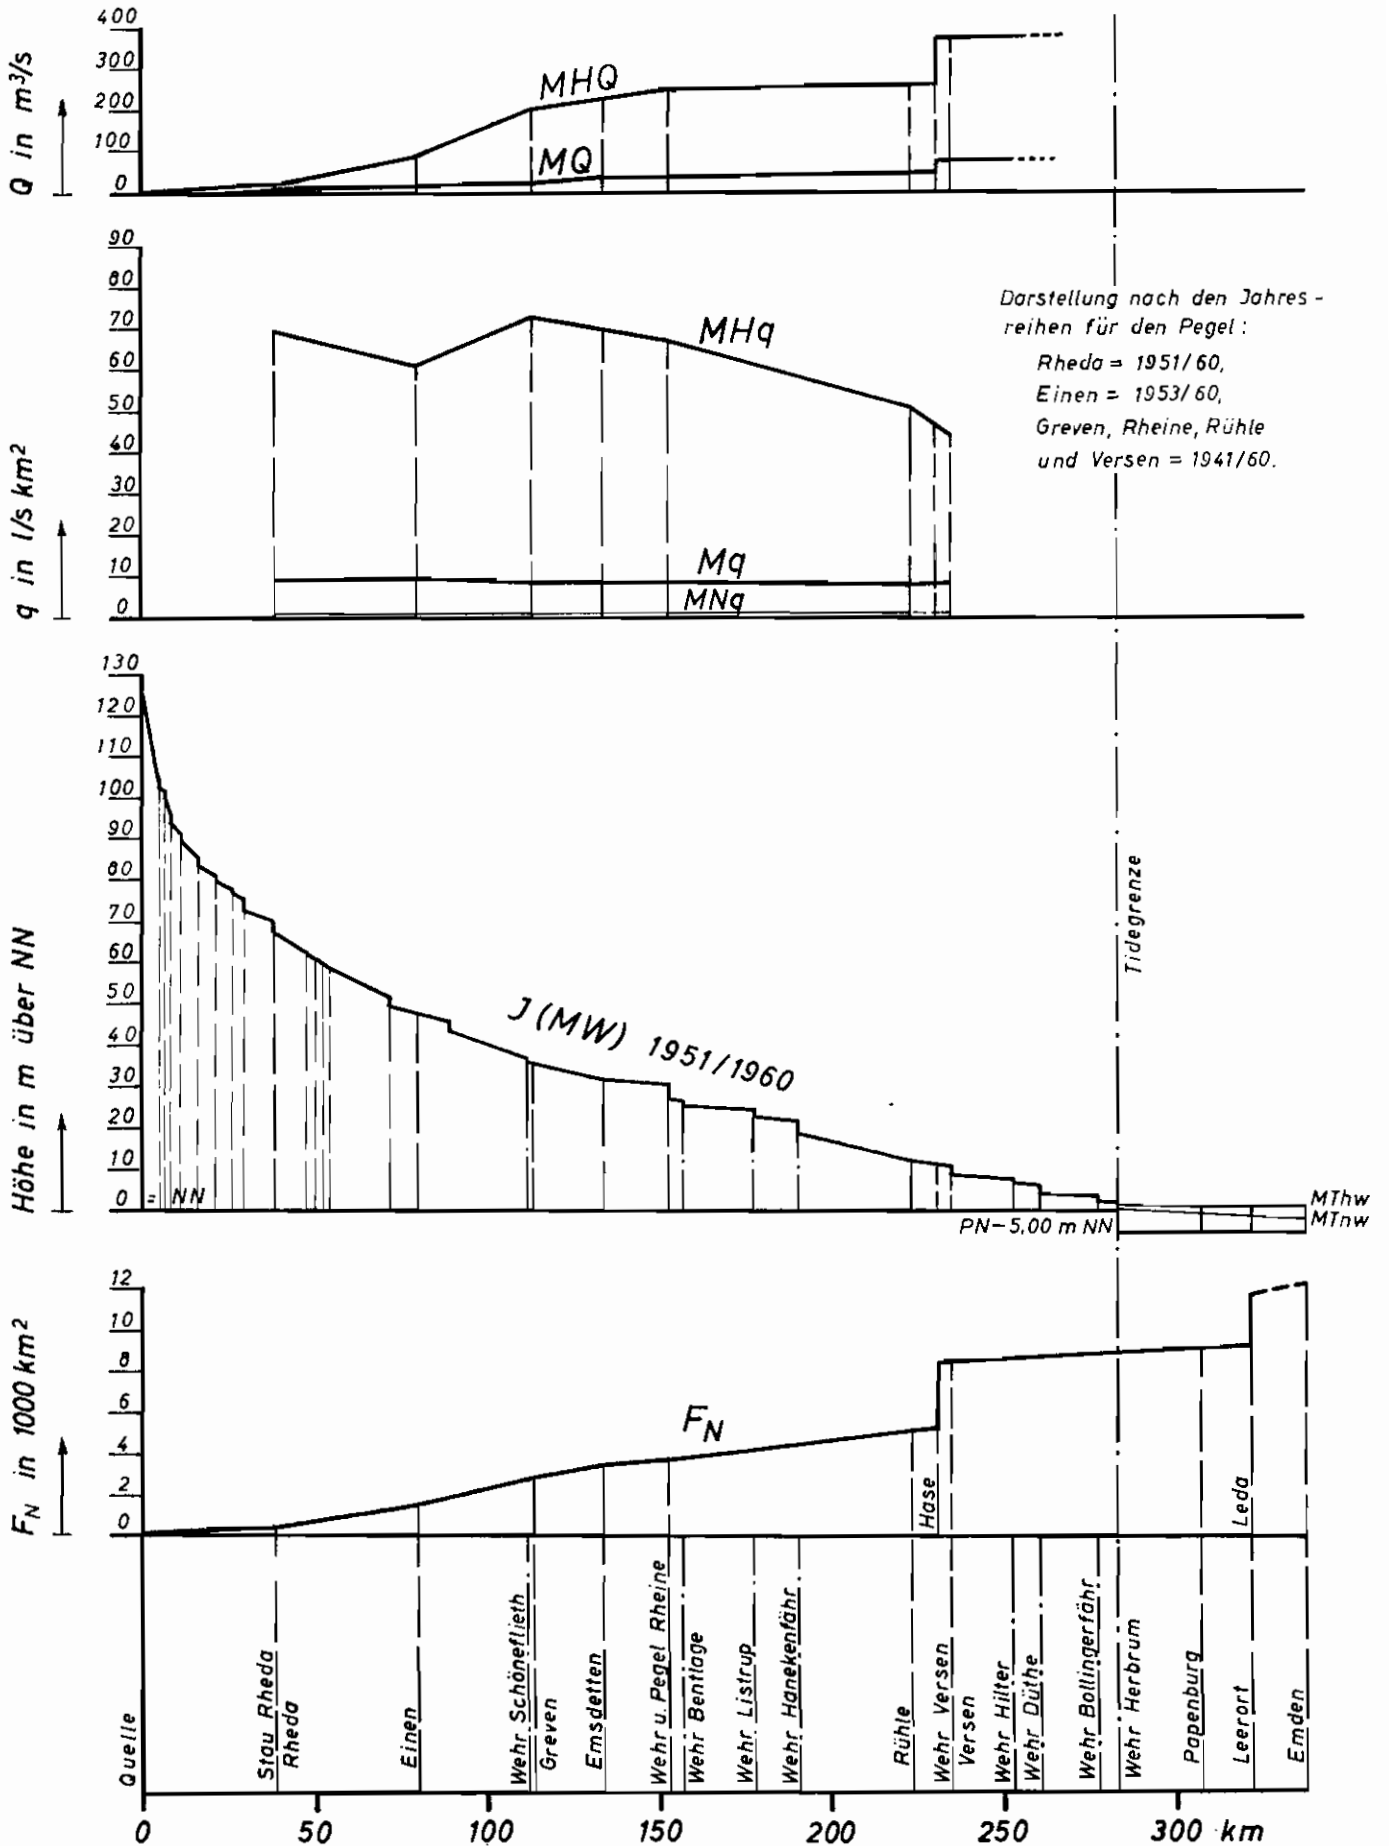 Q in m³/s
400
300
200
100
0
MHQ
MQ
q in l/s km²
90
80
70
60
50
40
30
20
10
0
MHq
Mq
MNq
Darstellung nach den Jahres-
reihen für den Pegel:
Rheda = 1951/60,
Einen = 1953/60,
Greven, Rheine, Rühle
und Versen = 1941/60.
Höhe in m über NN
130
120
110
100
90
80
70
60
50
40
30
20
10
0 = NN
J (MW) 1951/1960
Tidegrenze
MThw
MTnw
PN-5,00 m NN
F_N in 1000 km²
12
10
8
6
4
2
0
F_N
Hase
Leda
Quelle
Stau Rheda
Rheda
Einen
Wehr Schöneflieth
Greven
Emsdetten
Wehr u. Pegel Rheine
Wehr Bentlage
Wehr Listrup
Wehr Hanekenfähr
Rühle
Wehr Versen
Versen
Wehr Hilter
Wehr Düthe
Wehr Bollingerfähr
Wehr Herbrum
Papenburg
Leerort
Emden
0 50 100 150 200 250 300 km